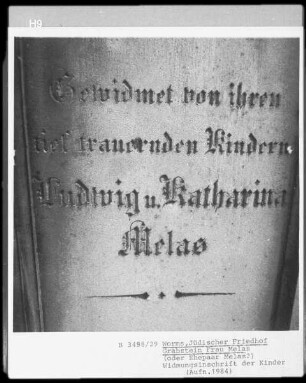 H9
Gewidmet von ihren
tief trauernden Kindern
Ludwig u. Katharina
Melas
N 3486/29 Worms, Jüdischer Friedhof
Grabstein Frau Melas
(oder Ehepaar Melas?)
Widmungsinschrift der Kinder
(Aufn.1984)